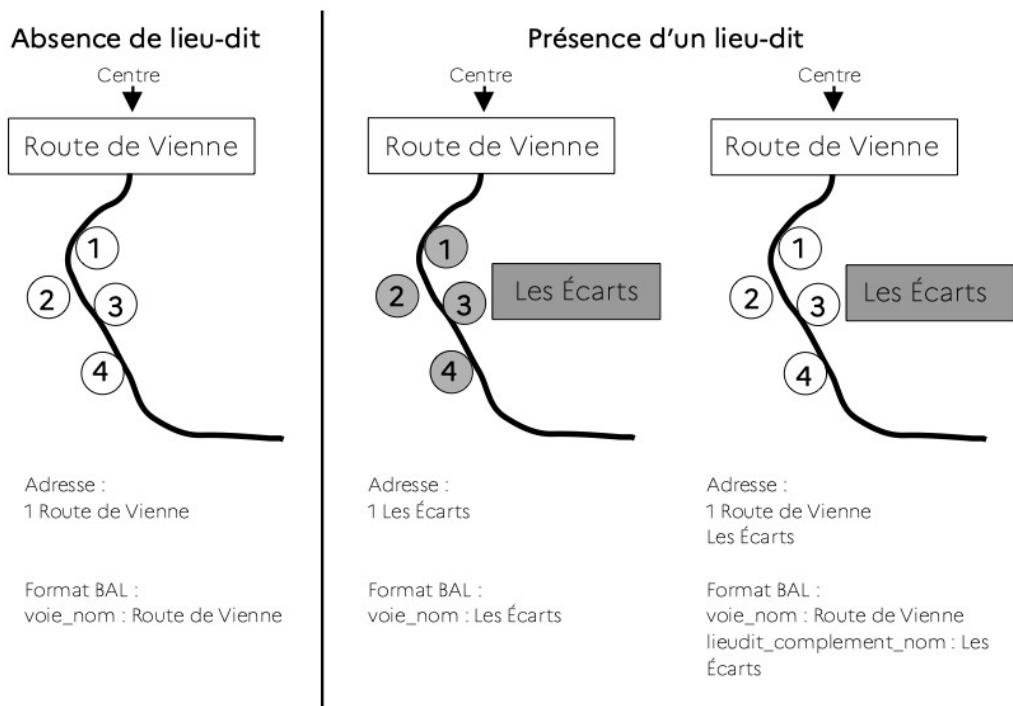 Absence de lieu-dit
Centre
Route de Vienne
1
2
3
4
Adresse :
1 Route de Vienne
Format BAL :
voie_nom : Route de Vienne
Présence d'un lieu-dit
Centre
Route de Vienne
1
2
3
Les Écarts
4
Adresse :
1 Les Écarts
Format BAL :
voie_nom : Les Écarts
Centre
Route de Vienne
1
2
3
Les Écarts
4
Adresse :
1 Route de Vienne
Les Écarts
Format BAL :
voie_nom : Route de Vienne
lieudit_complement_nom : Les
Écarts